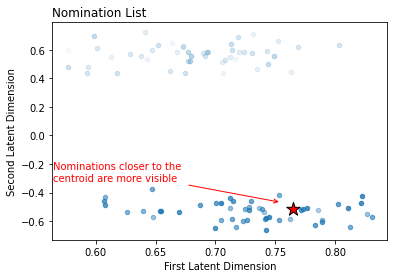 Nomination List
Second Latent Dimension
0.6
0.4
0.2
0.0
−0.2
−0.4
−0.6
Nominations closer to the
centroid are more visible
0.60
0.65
0.70
0.75
0.80
First Latent Dimension